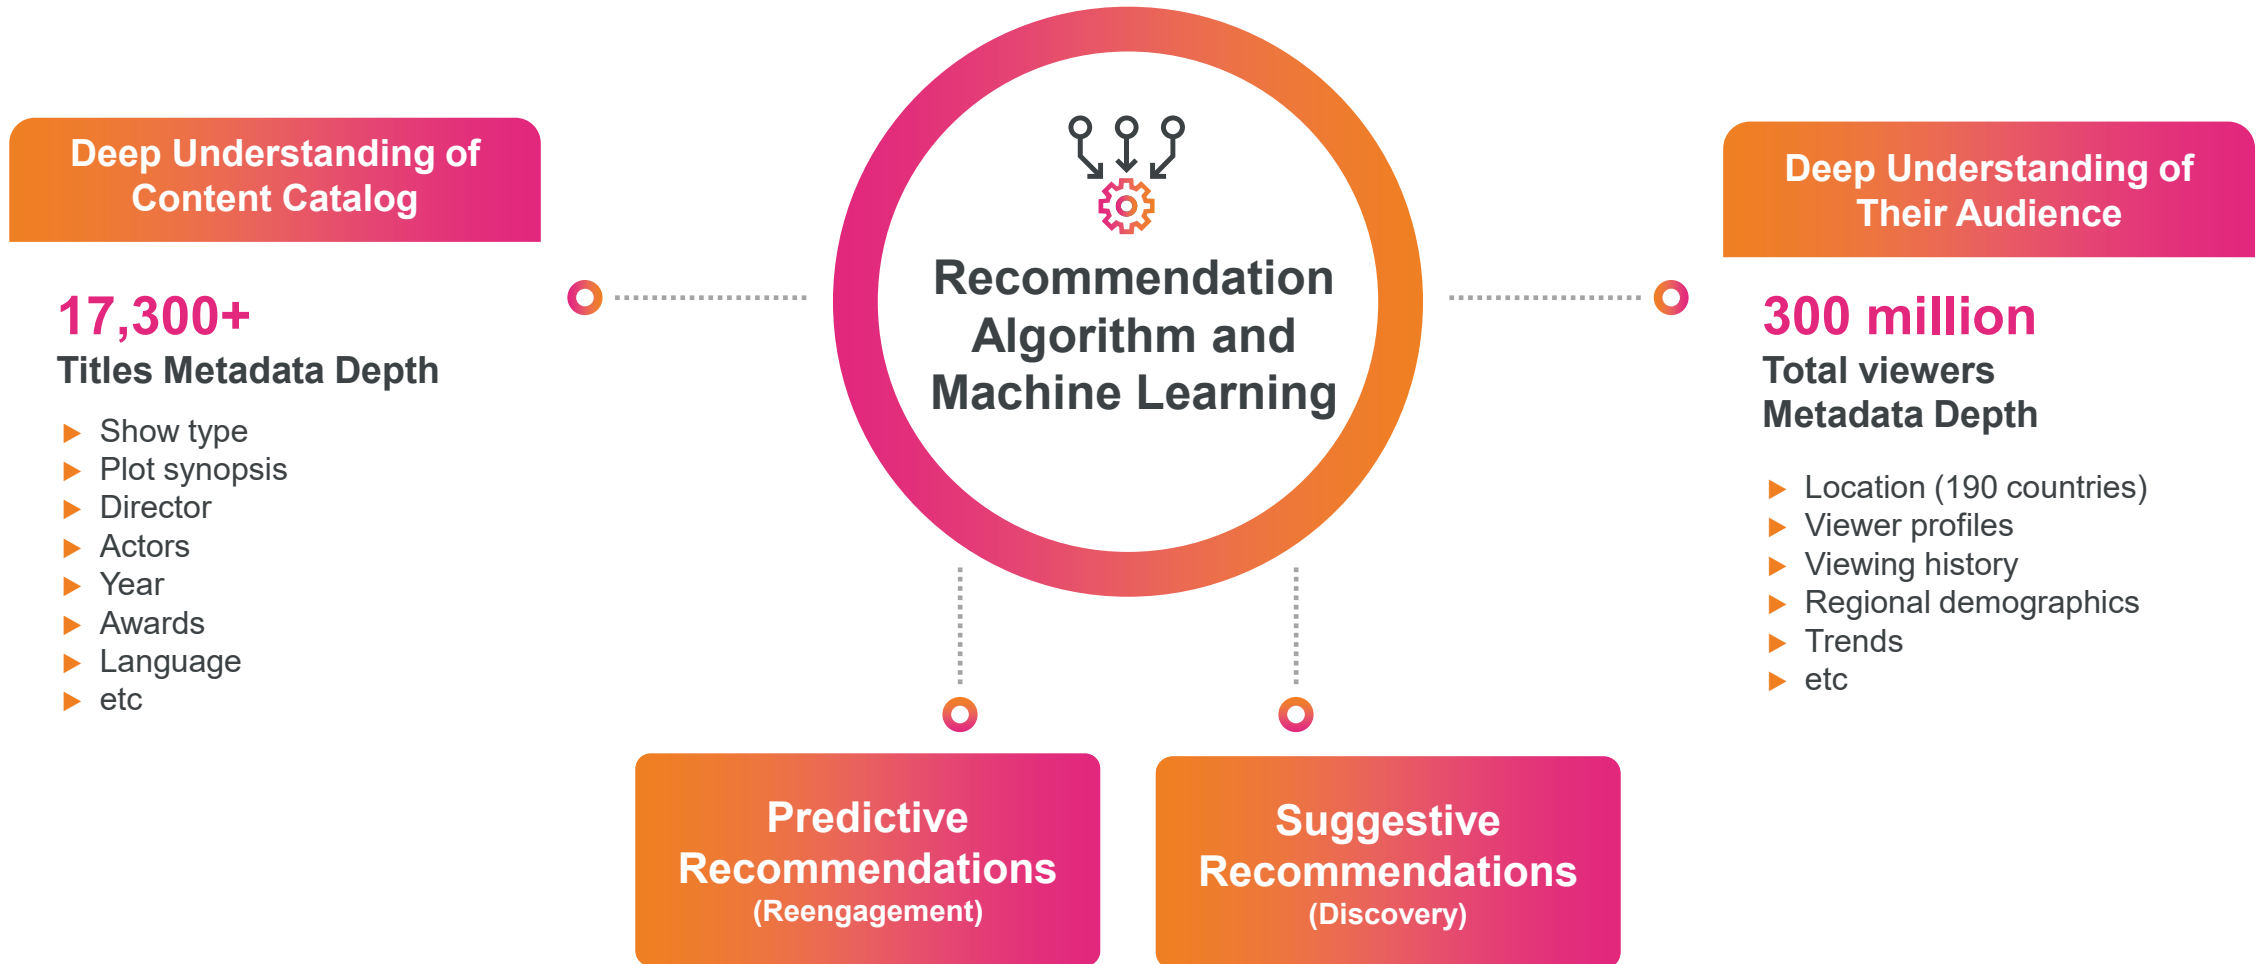 Deep Understanding of
Content Catalog
17,300+
Titles Metadata Depth
Show type
Plot synopsis
Director
Actors
Year
Awards
Language
etc
Recommendation
Algorithm and
Machine Learning
Deep Understanding of
Their Audience
300 million
Total viewers
Metadata Depth
Location (190 countries)
Viewer profiles
Viewing history
Regional demographics
Trends
etc
Predictive
Recommendations
(Reengagement)
Suggestive
Recommendations
(Discovery)